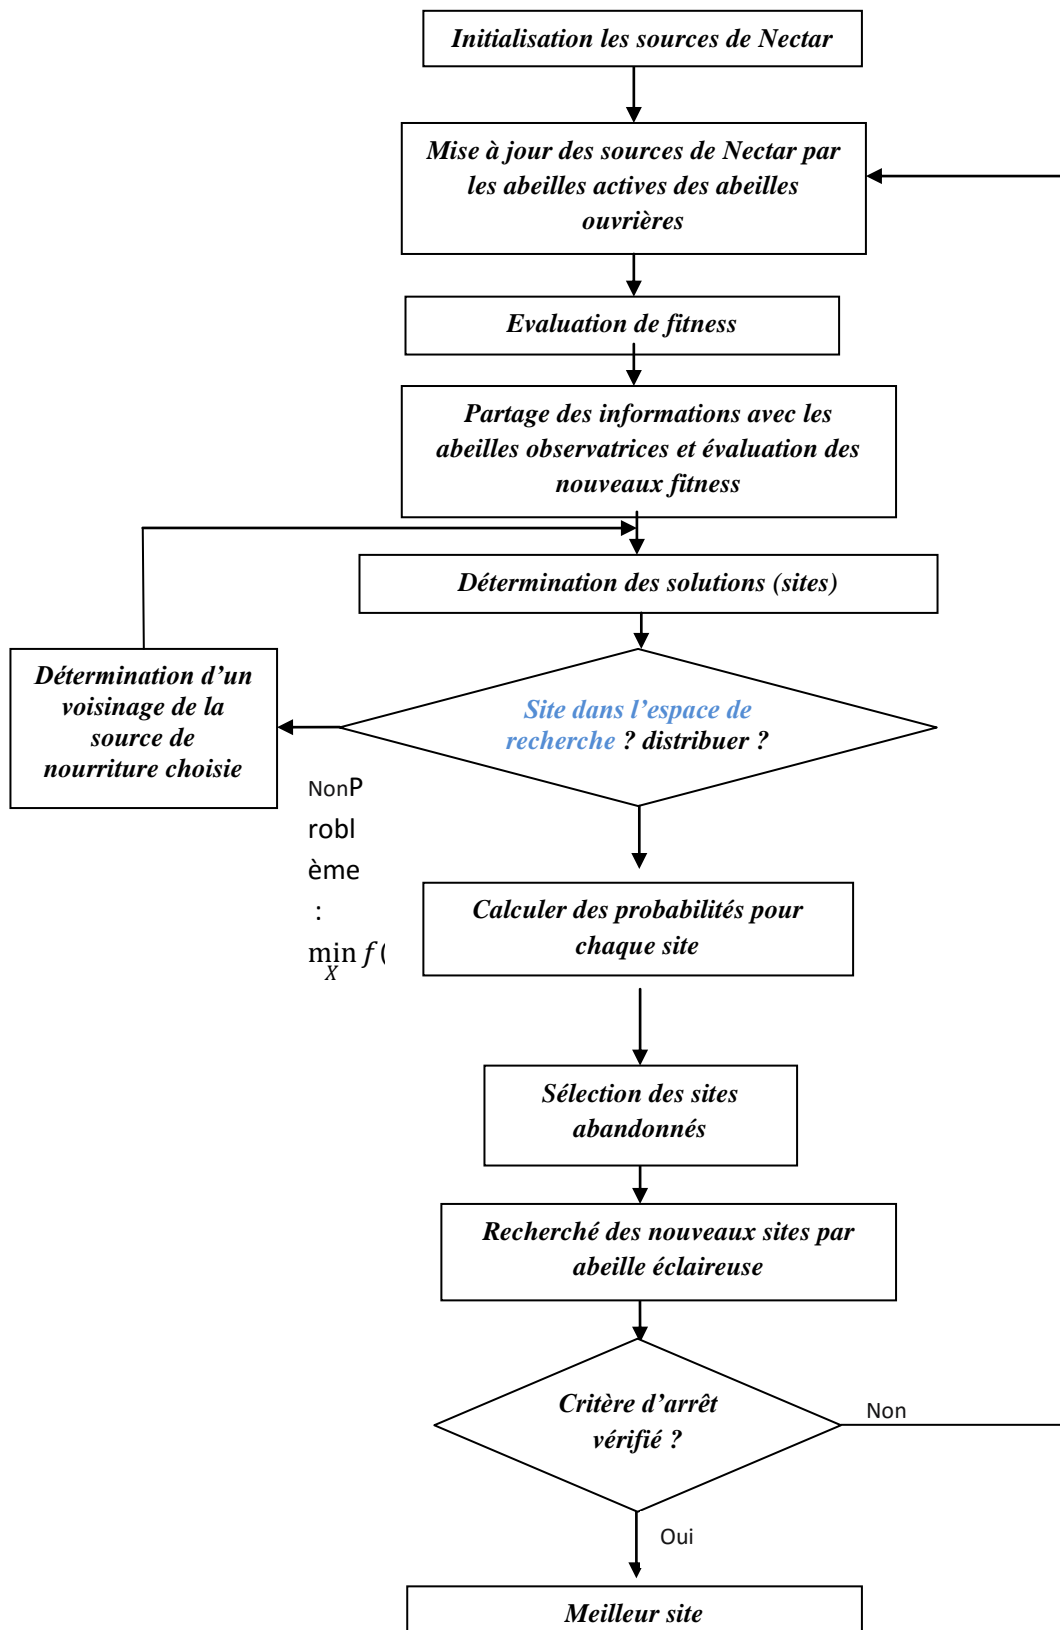 Initialisation les sources de Nectar
Mise à jour des sources de Nectar par
les abeilles actives des abeilles
ouvrières
Evaluation de fitness
Partage des informations avec les
abeilles observatrices et évaluation des
nouveaux fitness
Détermination des solutions (sites)
Détermination d’un
voisinage de la
source de
nourriture choisie
Site dans l’espace de
recherche ? distribuer ?
NonP
robl
ème
:
min f(
X
Calculer des probabilités pour
chaque site
Sélection des sites
abandonnés
Recherché des nouveaux sites par
abeille éclaireuse
Critère d’arrêt
vérifié ?
Non
Oui
Meilleur site